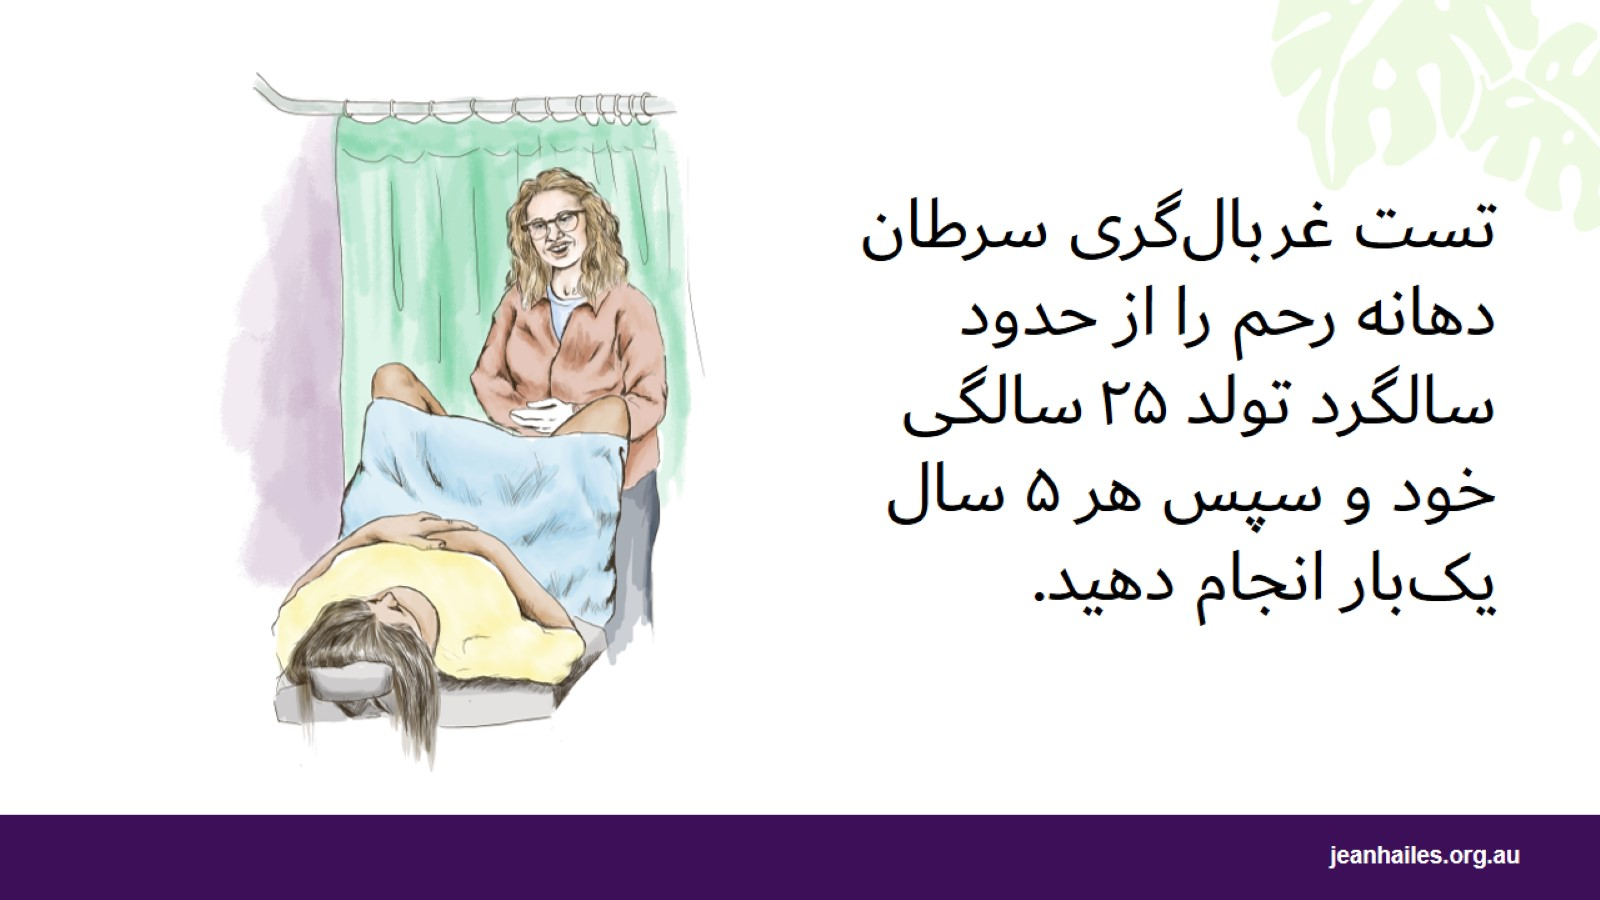 تست غربال‌گری سرطان
دهانه رحم را از حدود
سالگرد تولد ۲۵ سالگی
خود و سپس هر ۵ سال
یک‌بار انجام دهید.
jeanhailes.org.au